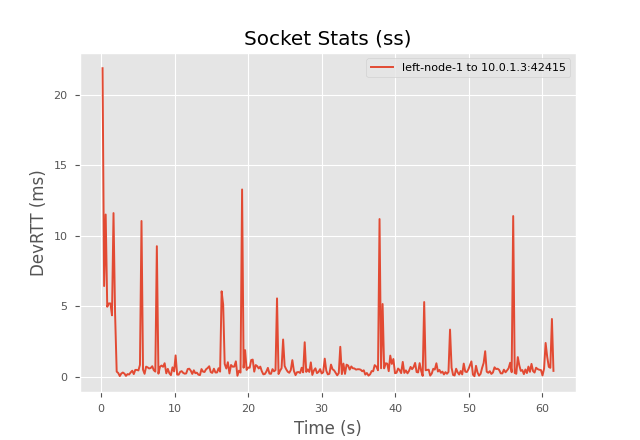 Socket Stats (ss)
left-node-1 to 10.0.1.3:42415
DevRTT (ms)
20
15
10
5
0
0 10 20 30 40 50 60
Time (s)